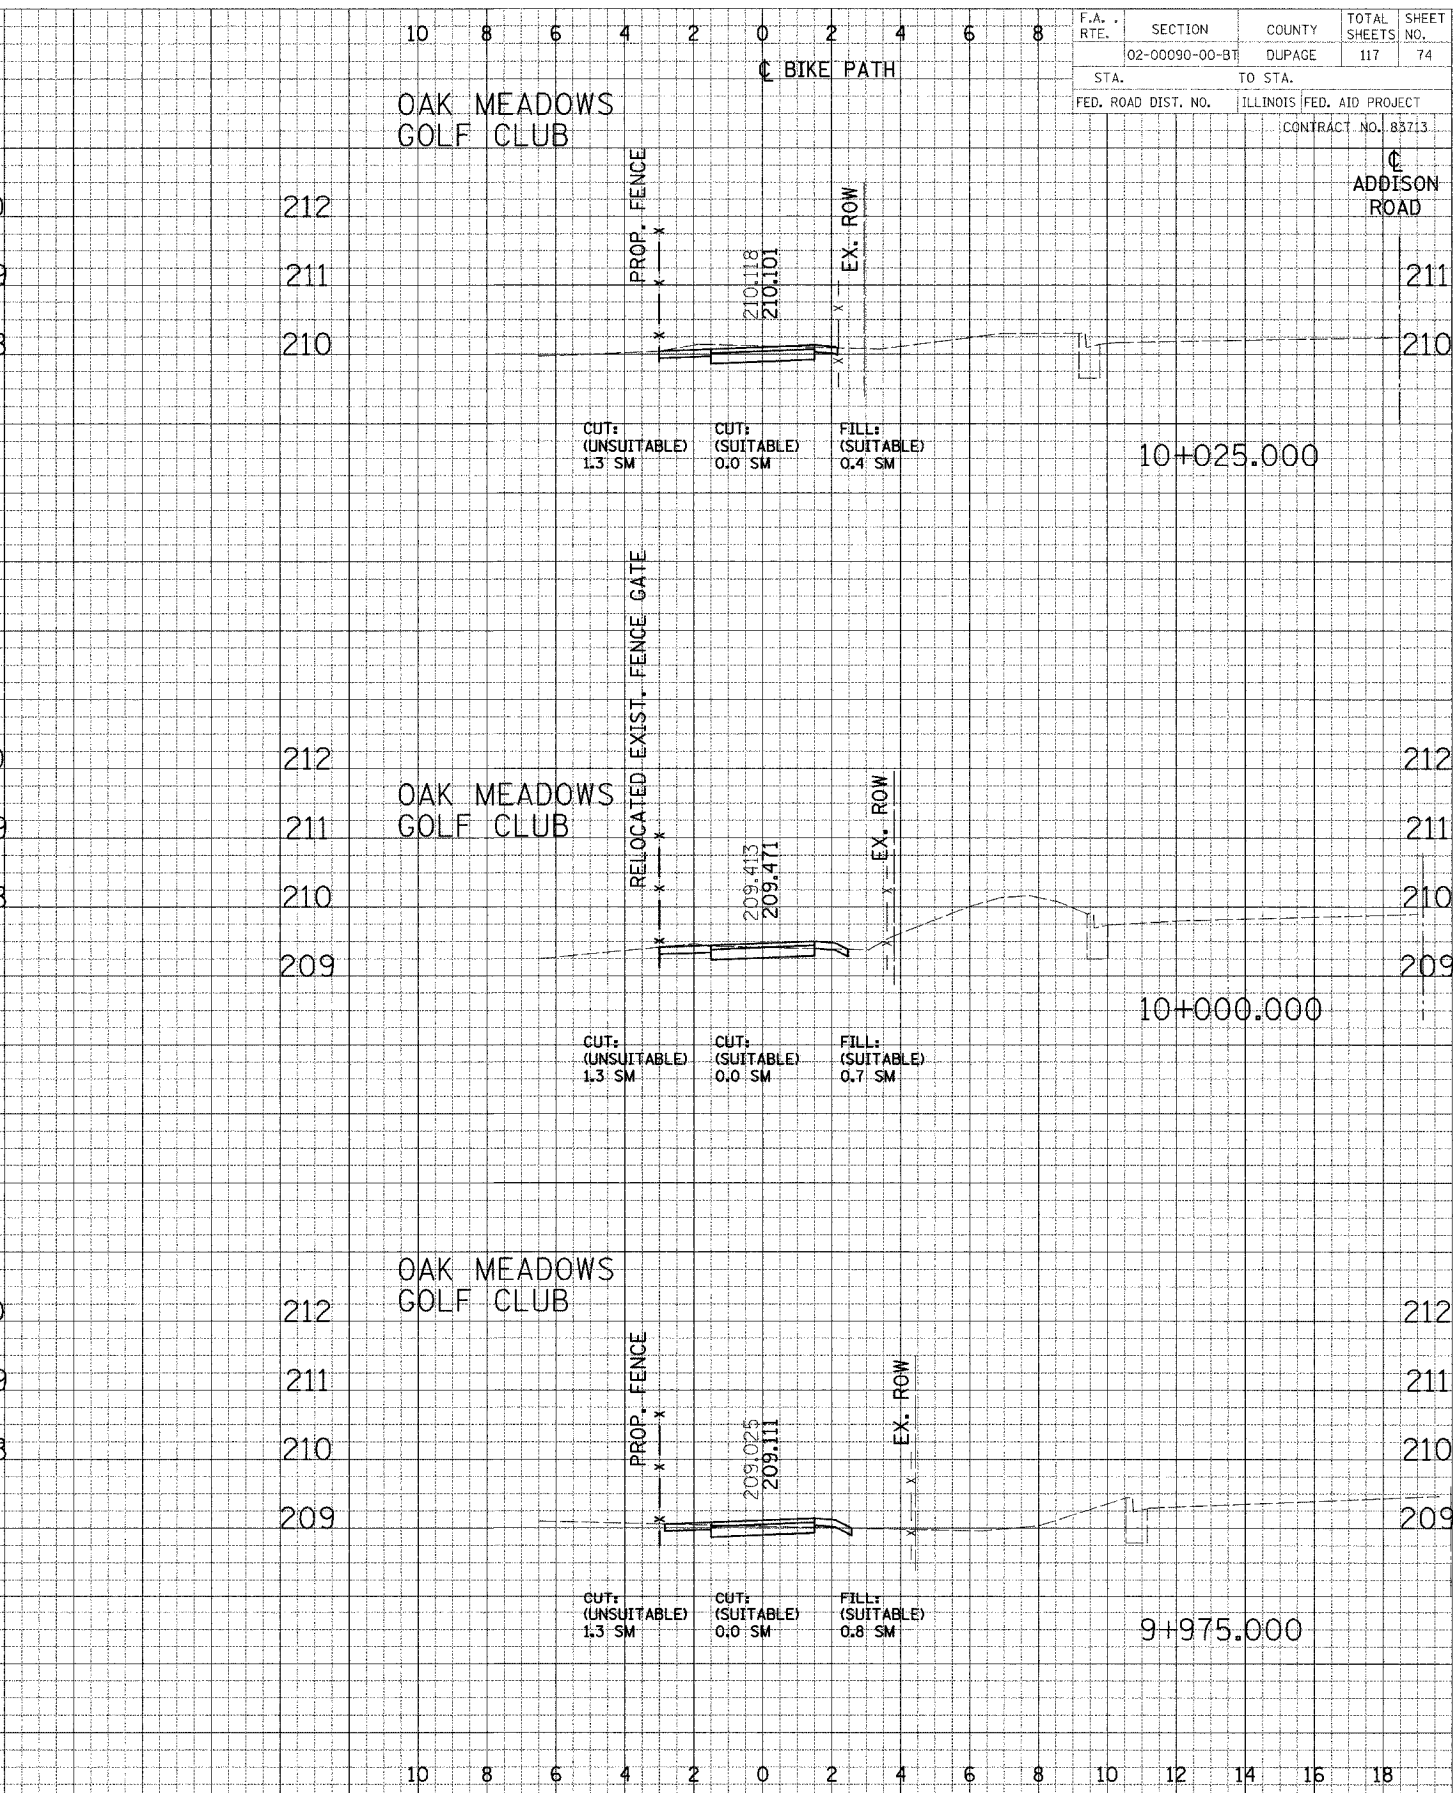 10 8 6 4 2 0 2 4 6 8
F.A. . RTE. SECTION COUNTY TOTAL SHEETS SHEET NO.
02-00090-00-BT DUPAGE 117 74
STA. TO STA.
FED. ROAD DIST. NO. ILLINOIS FED. AID PROJECT
CONTRACT NO. 83713
℄ BIKE PATH
OAK MEADOWS
GOLF CLUB
℄
ADDISON
ROAD
PROP. FENCE
EX. ROW
210.118
210.101
212
211 211
210 210
CUT:
(UNSUITABLE)
1.3 SM
CUT:
(SUITABLE)
0.0 SM
FILL:
(SUITABLE)
0.4 SM
10+025.000
RELOCATED EXIST. FENCE GATE
OAK MEADOWS
GOLF CLUB
EX. ROW
209.413
209.471
212 212
211 211
210 210
209 209
10+000.000
CUT:
(UNSUITABLE)
1.3 SM
CUT:
(SUITABLE)
0.0 SM
FILL:
(SUITABLE)
0.7 SM
OAK MEADOWS
GOLF CLUB
PROP. FENCE
EX. ROW
209.025
209.111
212 212
211 211
210 210
209 209
CUT:
(UNSUITABLE)
1.3 SM
CUT:
(SUITABLE)
0.0 SM
FILL:
(SUITABLE)
0.8 SM
9+975.000
10 8 6 4 2 0 2 4 6 8 10 12 14 16 18